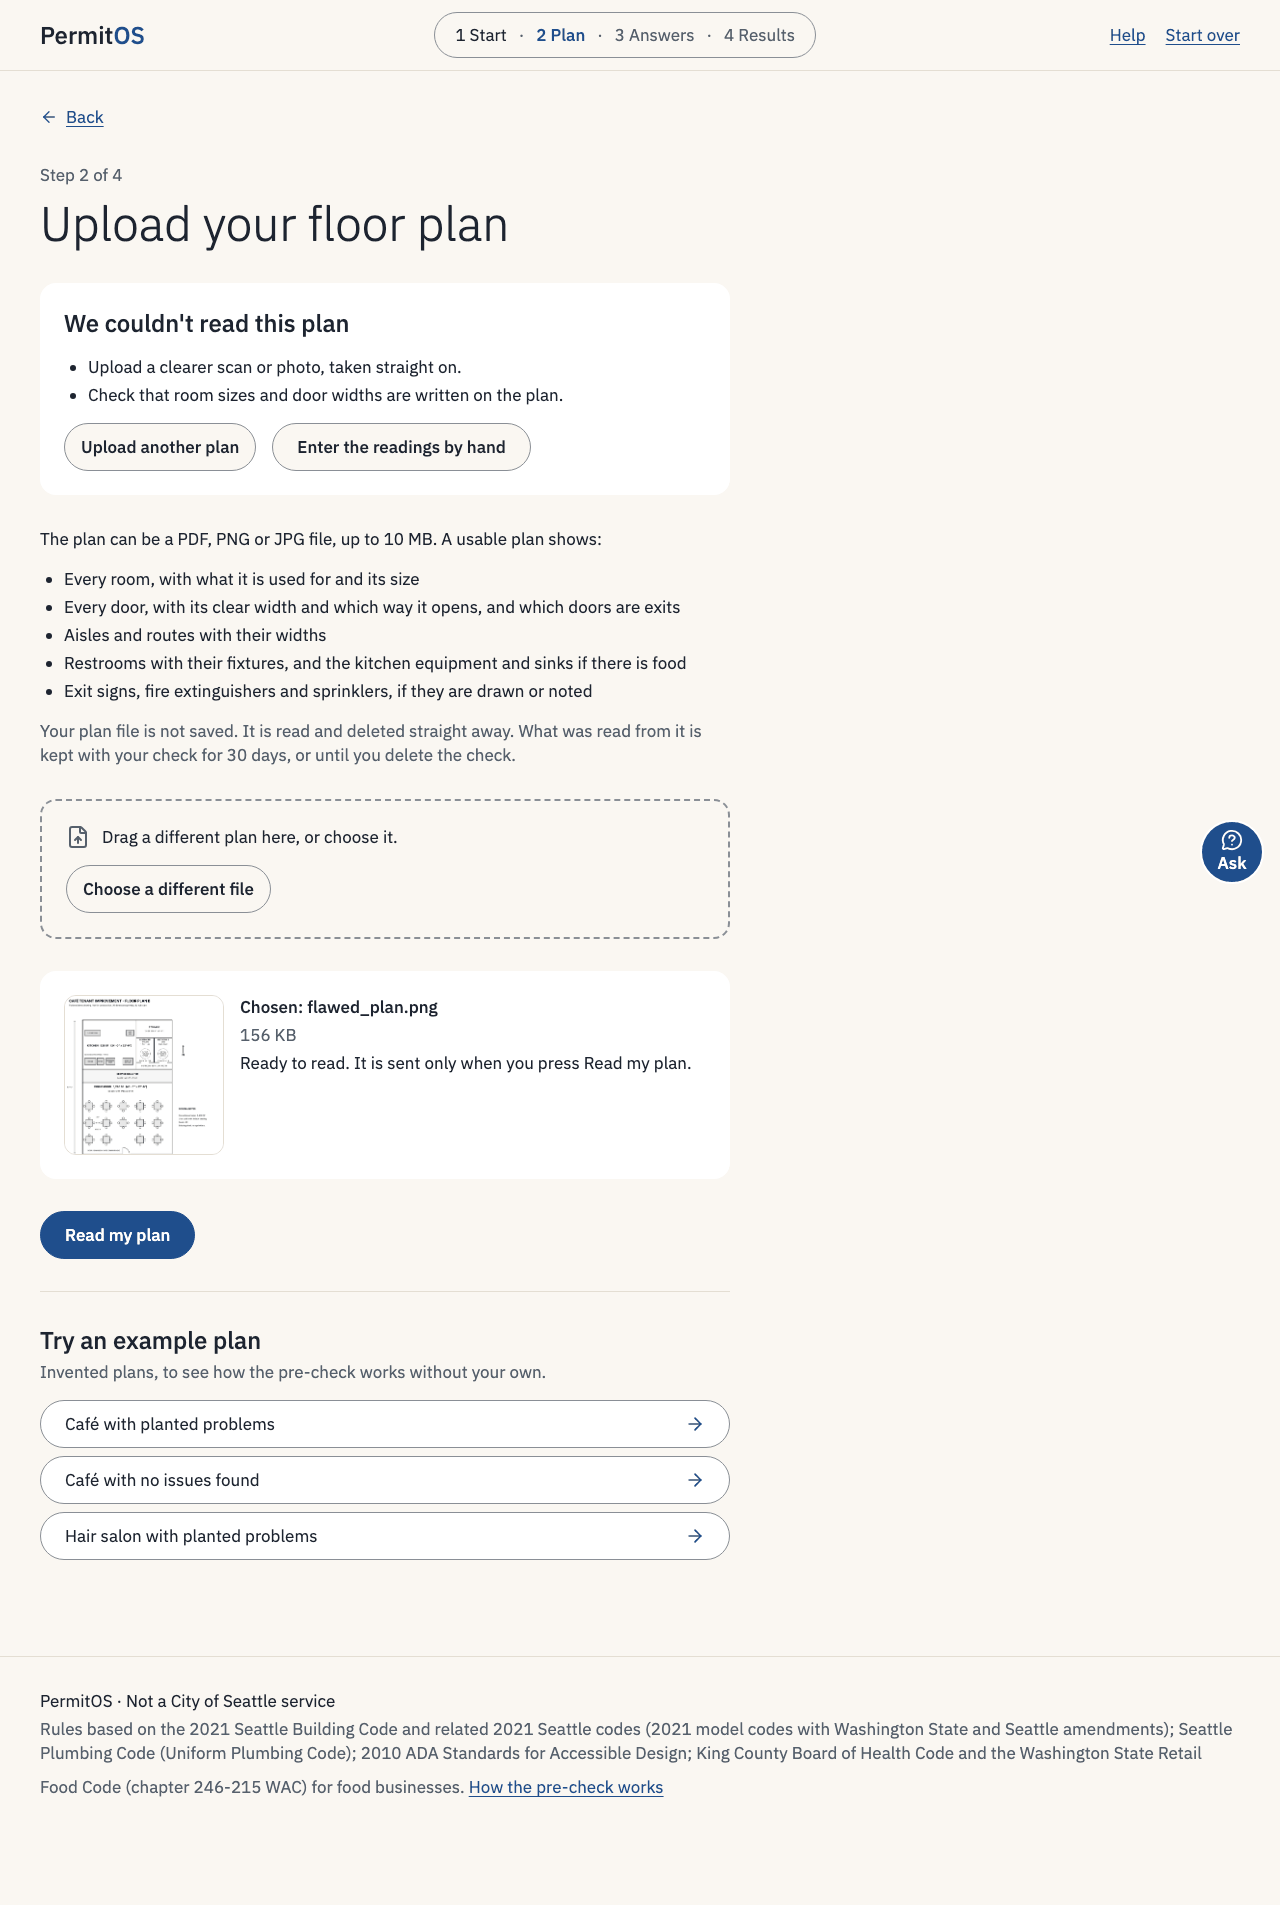 PermitOS
1 Start · 2 Plan · 3 Answers · 4 Results
Help
Start over
Back
Step 2 of 4
Upload your floor plan
We couldn't read this plan
Upload a clearer scan or photo, taken straight on.
Check that room sizes and door widths are written on the plan.
Upload another plan
Enter the readings by hand
The plan can be a PDF, PNG or JPG file, up to 10 MB. A usable plan shows:
Every room, with what it is used for and its size
Every door, with its clear width and which way it opens, and which doors are exits
Aisles and routes with their widths
Restrooms with their fixtures, and the kitchen equipment and sinks if there is food
Exit signs, fire extinguishers and sprinklers, if they are drawn or noted
Your plan file is not saved. It is read and deleted straight away. What was read from it is
kept with your check for 30 days, or until you delete the check.
Drag a different plan here, or choose it.
Choose a different file
Ask
Chosen: flawed_plan.png
156 KB
Ready to read. It is sent only when you press Read my plan.
Read my plan
Try an example plan
Invented plans, to see how the pre-check works without your own.
Café with planted problems
Café with no issues found
Hair salon with planted problems
PermitOS · Not a City of Seattle service
Rules based on the 2021 Seattle Building Code and related 2021 Seattle codes (2021 model codes with Washington State and Seattle amendments); Seattle
Plumbing Code (Uniform Plumbing Code); 2010 ADA Standards for Accessible Design; King County Board of Health Code and the Washington State Retail
Food Code (chapter 246-215 WAC) for food businesses. How the pre-check works